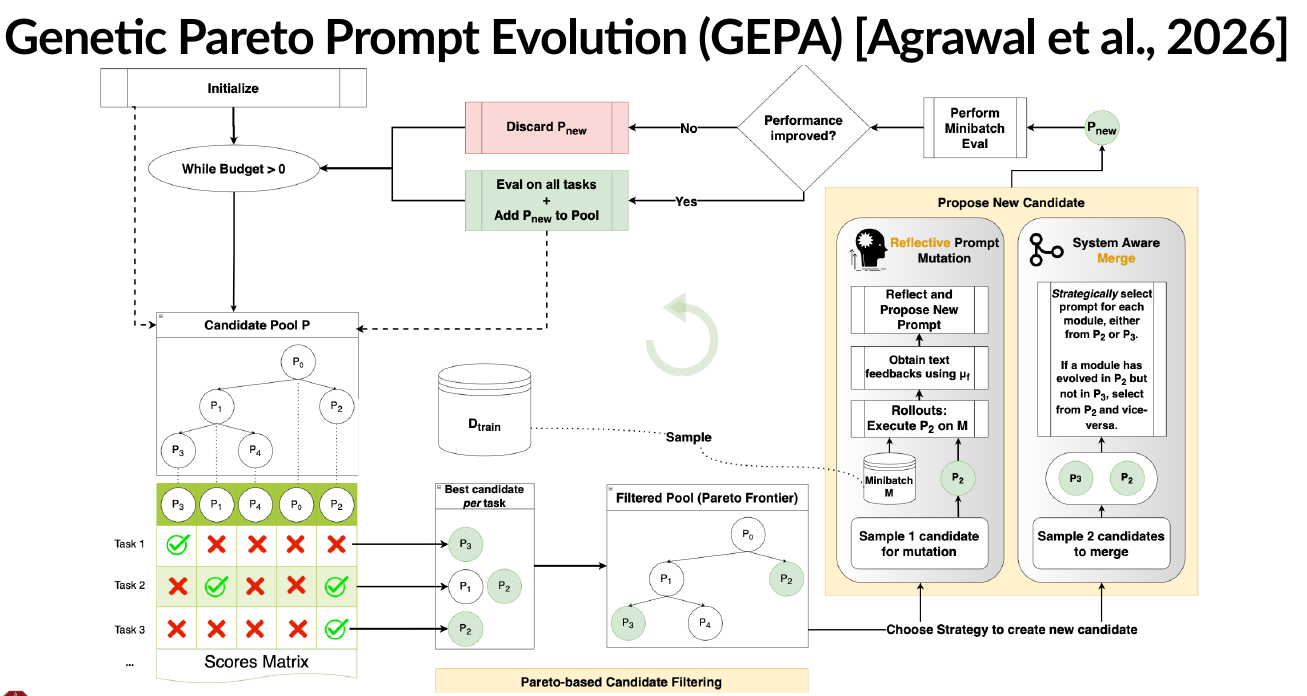 Genetic Pareto Prompt Evolution (GEPA) [Agrawal et al., 2026]
Initialize
While Budget > 0
Discard Pnew
No
Performance
improved?
Perform
Minibatch
Eval
Pnew
Eval on all tasks
+
Add Pnew to Pool
Yes
Propose New Candidate
Reflective Prompt
Mutation
Reflect and
Propose New
Prompt
Obtain text
feedbacks using μf
Rollouts:
Execute P2 on M
Minibatch
M
P2
Sample 1 candidate
for mutation
System Aware
Merge
Strategically select
prompt for each
module, either
from P2 or P3.
If a module has
evolved in P2 but
not in P3, select
from P2 and vice-
versa.
P3 P2
Sample 2 candidates
to merge
Candidate Pool P
P0
P1 P2
P3 P4
Dtrain
Sample
P3 P1 P4 P0 P2
Task 1
Task 2
Task 3
...
Scores Matrix
Best candidate
per task
P3
P1 P2
P2
Filtered Pool (Pareto Frontier)
P0
P1 P2
P3 P4
Choose Strategy to create new candidate
Pareto-based Candidate Filtering